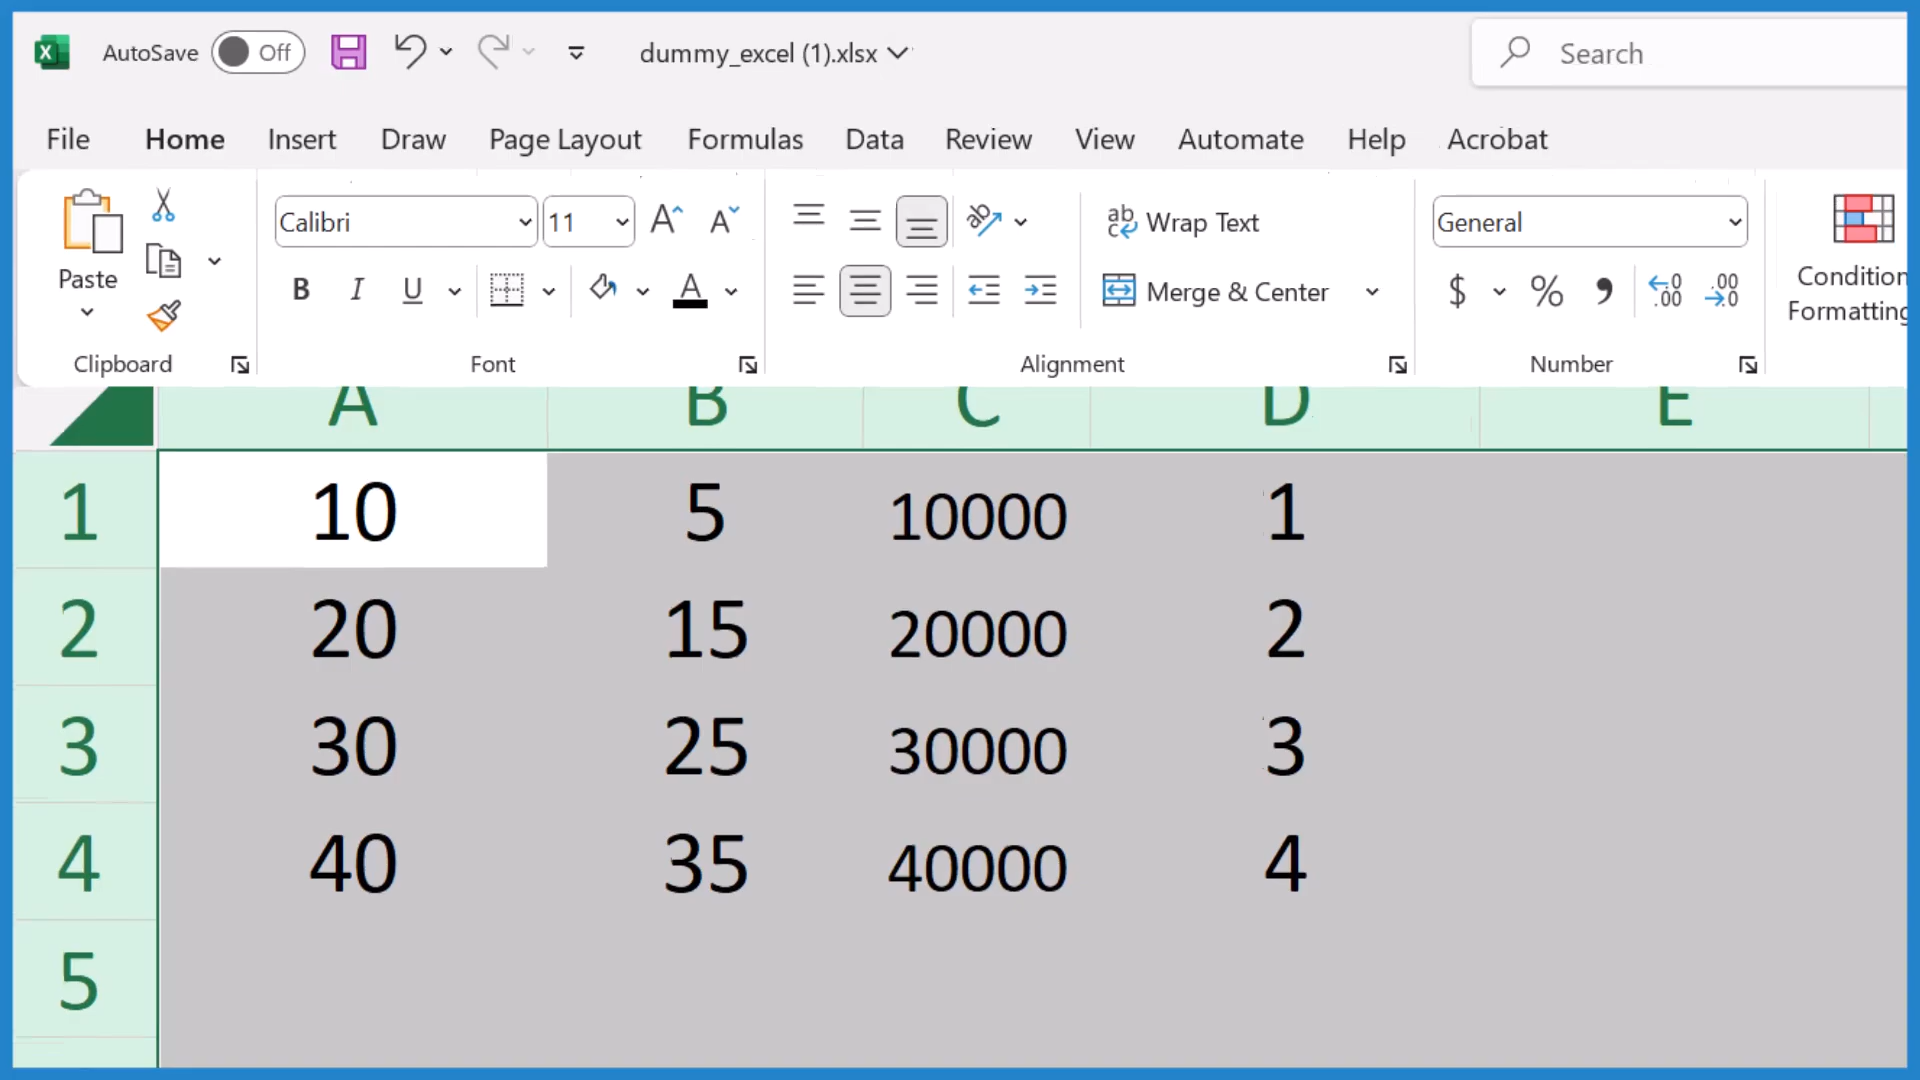 AutoSave Off dummy_excel (1).xlsx Search
File Home Insert Draw Page Layout Formulas Data Review View Automate Help Acrobat
Paste
Clipboard
Calibri 11
B I U A
Font
Wrap Text
Merge & Center
Alignment
General
$ % , .00 .00
Number
Condition
Formatting
A B C D E
1 10 5 10000 1
2 20 15 20000 2
3 30 25 30000 3
4 40 35 40000 4
5